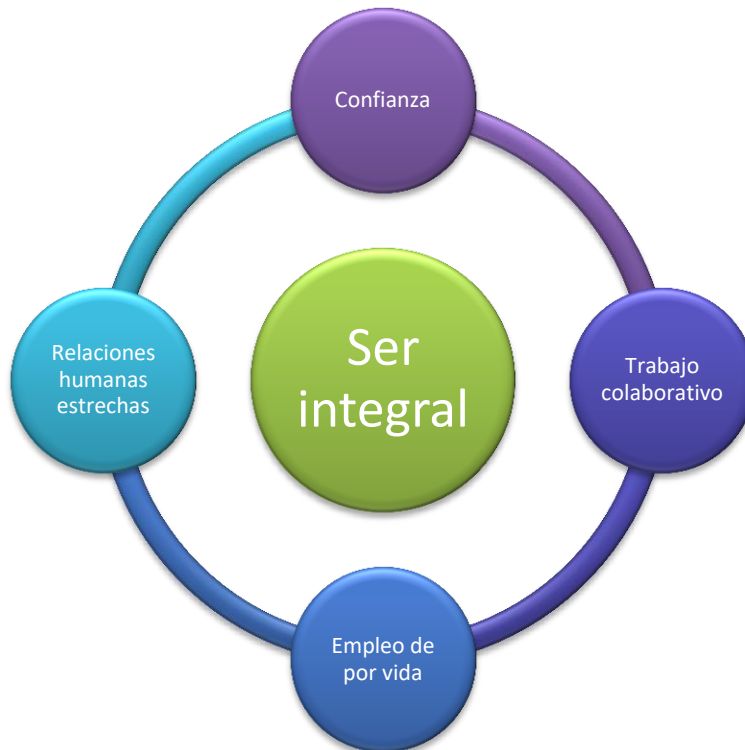 Confianza
Relaciones
humanas
estrechas
Ser
integral
Trabajo
colaborativo
Empleo de
por vida